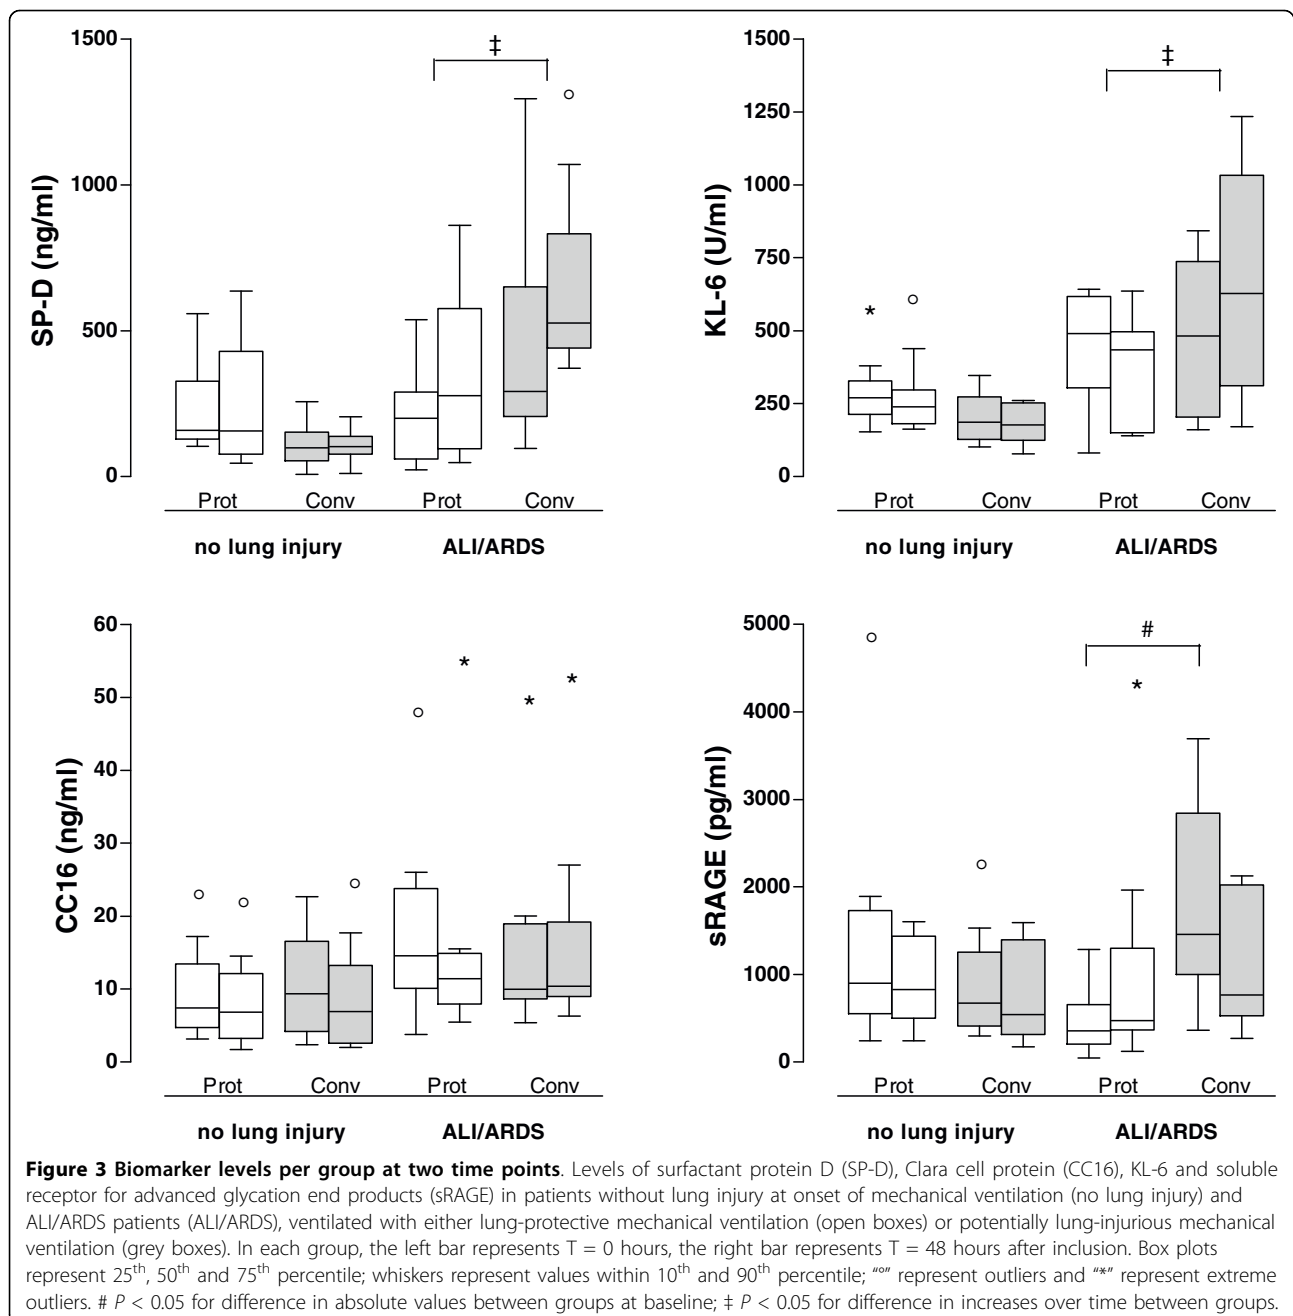 1500
1000
500
0
SP-D (ng/ml)
‡
Prot Conv Prot Conv
no lung injury ALI/ARDS
1500
1250
1000
750
500
250
0
KL-6 (U/ml)
‡
*
Prot Conv Prot Conv
no lung injury ALI/ARDS
60
50
40
30
20
10
0
CC16 (ng/ml)
* * *
Prot Conv Prot Conv
no lung injury ALI/ARDS
5000
4000
3000
2000
1000
0
sRAGE (pg/ml)
#
*
Prot Conv Prot Conv
no lung injury ALI/ARDS
Figure 3 Biomarker levels per group at two time points. Levels of surfactant protein D (SP-D), Clara cell protein (CC16), KL-6 and soluble
receptor for advanced glycation end products (sRAGE) in patients without lung injury at onset of mechanical ventilation (no lung injury) and
ALI/ARDS patients (ALI/ARDS), ventilated with either lung-protective mechanical ventilation (open boxes) or potentially lung-injurious mechanical
ventilation (grey boxes). In each group, the left bar represents T = 0 hours, the right bar represents T = 48 hours after inclusion. Box plots
represent 25th, 50th and 75th percentile; whiskers represent values within 10th and 90th percentile; "°" represent outliers and "*" represent extreme
outliers. # P < 0.05 for difference in absolute values between groups at baseline; ‡ P < 0.05 for difference in increases over time between groups.